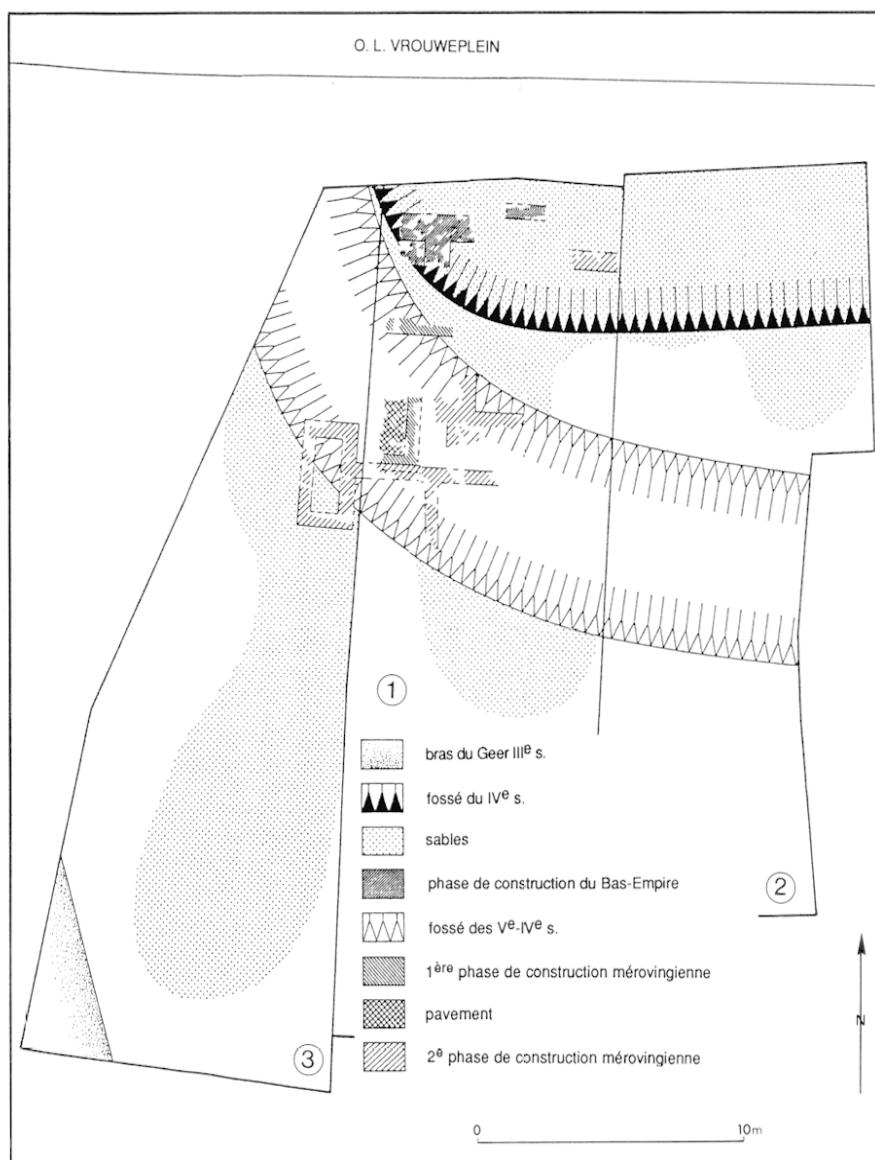 O. L. VROUWEPLEIN
1
bras du Geer IIIe s.
fossé du IVe s.
sables
phase de construction du Bas-Empire
2
fossé des Ve-IVe s.
1ère phase de construction mérovingienne
pavement
N
3
2e phase de construction mérovingienne
0 10m